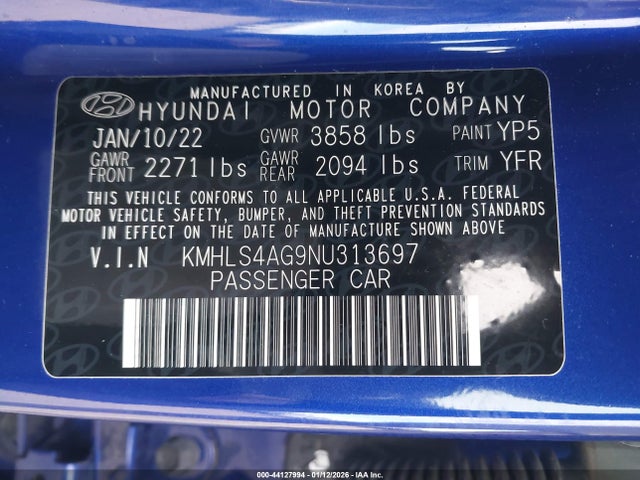 MANUFACTURED IN KOREA BY
HYUNDAI MOTOR COMPANY
JAN/10/22 GVWR 3858 lbs PAINT YP5
GAWR FRONT 2271 lbs GAWR REAR 2094 lbs TRIM YFR
THIS VEHICLE CONFORMS TO ALL APPLICABLE U.S.A. FEDERAL
MOTOR VEHICLE SAFETY, BUMPER, AND THEFT PREVENTION STANDARDS
IN EFFECT ON THE DATE OF MANUFACTURE SHOWN ABOVE
V.I.N KMHLS4AG9NU313697
PASSENGER CAR
000-44127994 | 01/12/2026 - IAA Inc.